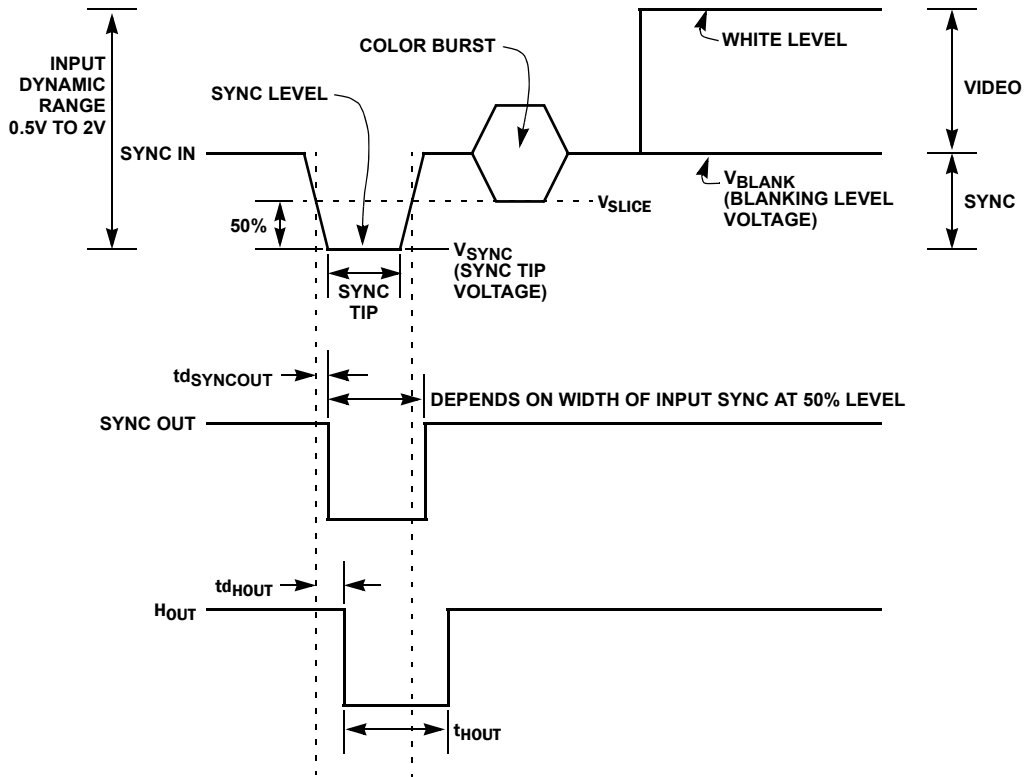 INPUT
DYNAMIC
RANGE
0.5V TO 2V
COLOR BURST
WHITE LEVEL
SYNC LEVEL
VIDEO
SYNC IN
VBLANK
(BLANKING LEVEL
VOLTAGE)
SYNC
VSLICE
50%
VSYNC
(SYNC TIP
VOLTAGE)
SYNC
TIP
tdSYNCOUT
DEPENDS ON WIDTH OF INPUT SYNC AT 50% LEVEL
SYNC OUT
tdHOUT
HOUT
tHOUT